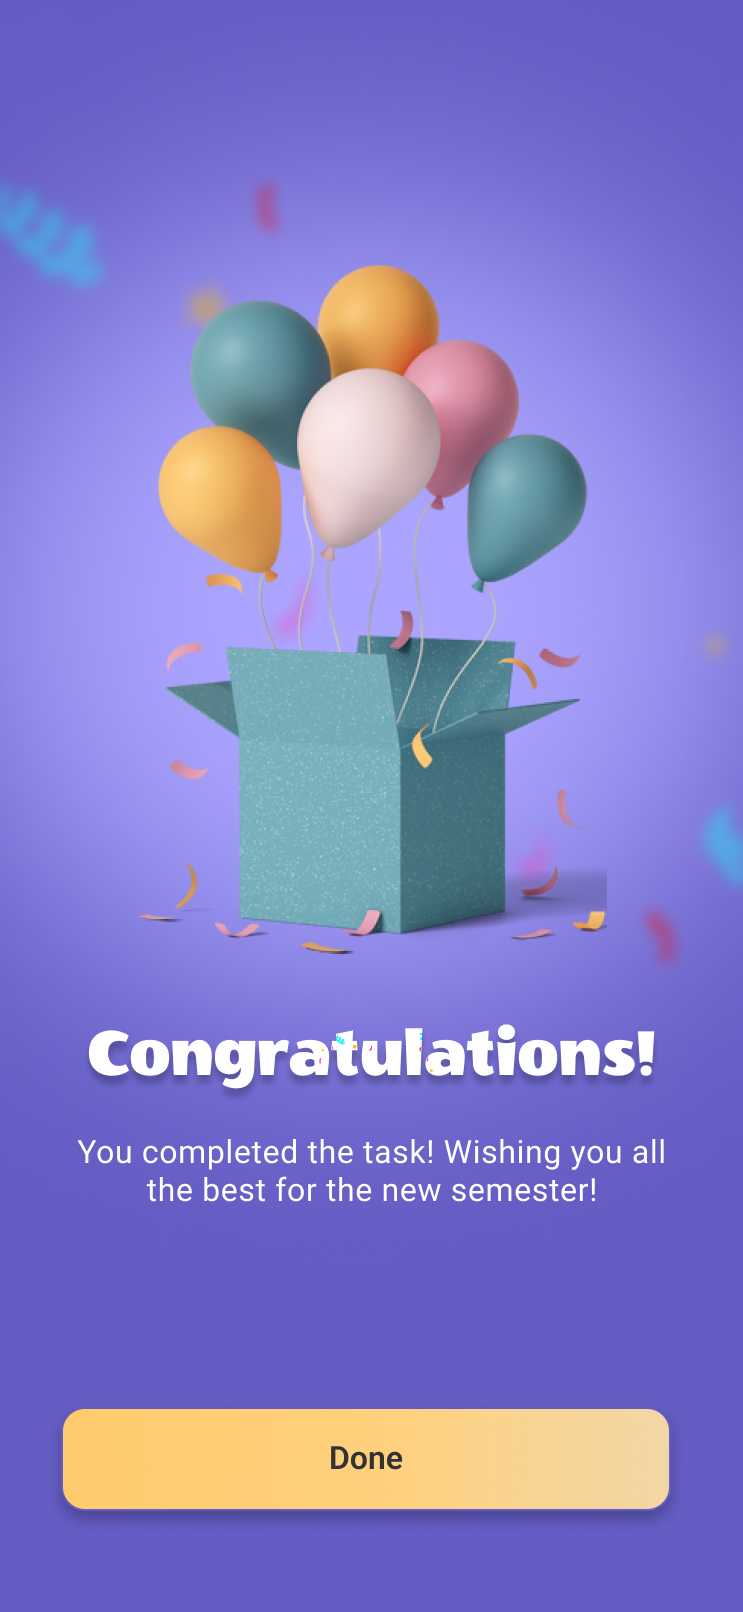 Congratulations!
You completed the task! Wishing you all
the best for the new semester!
Done